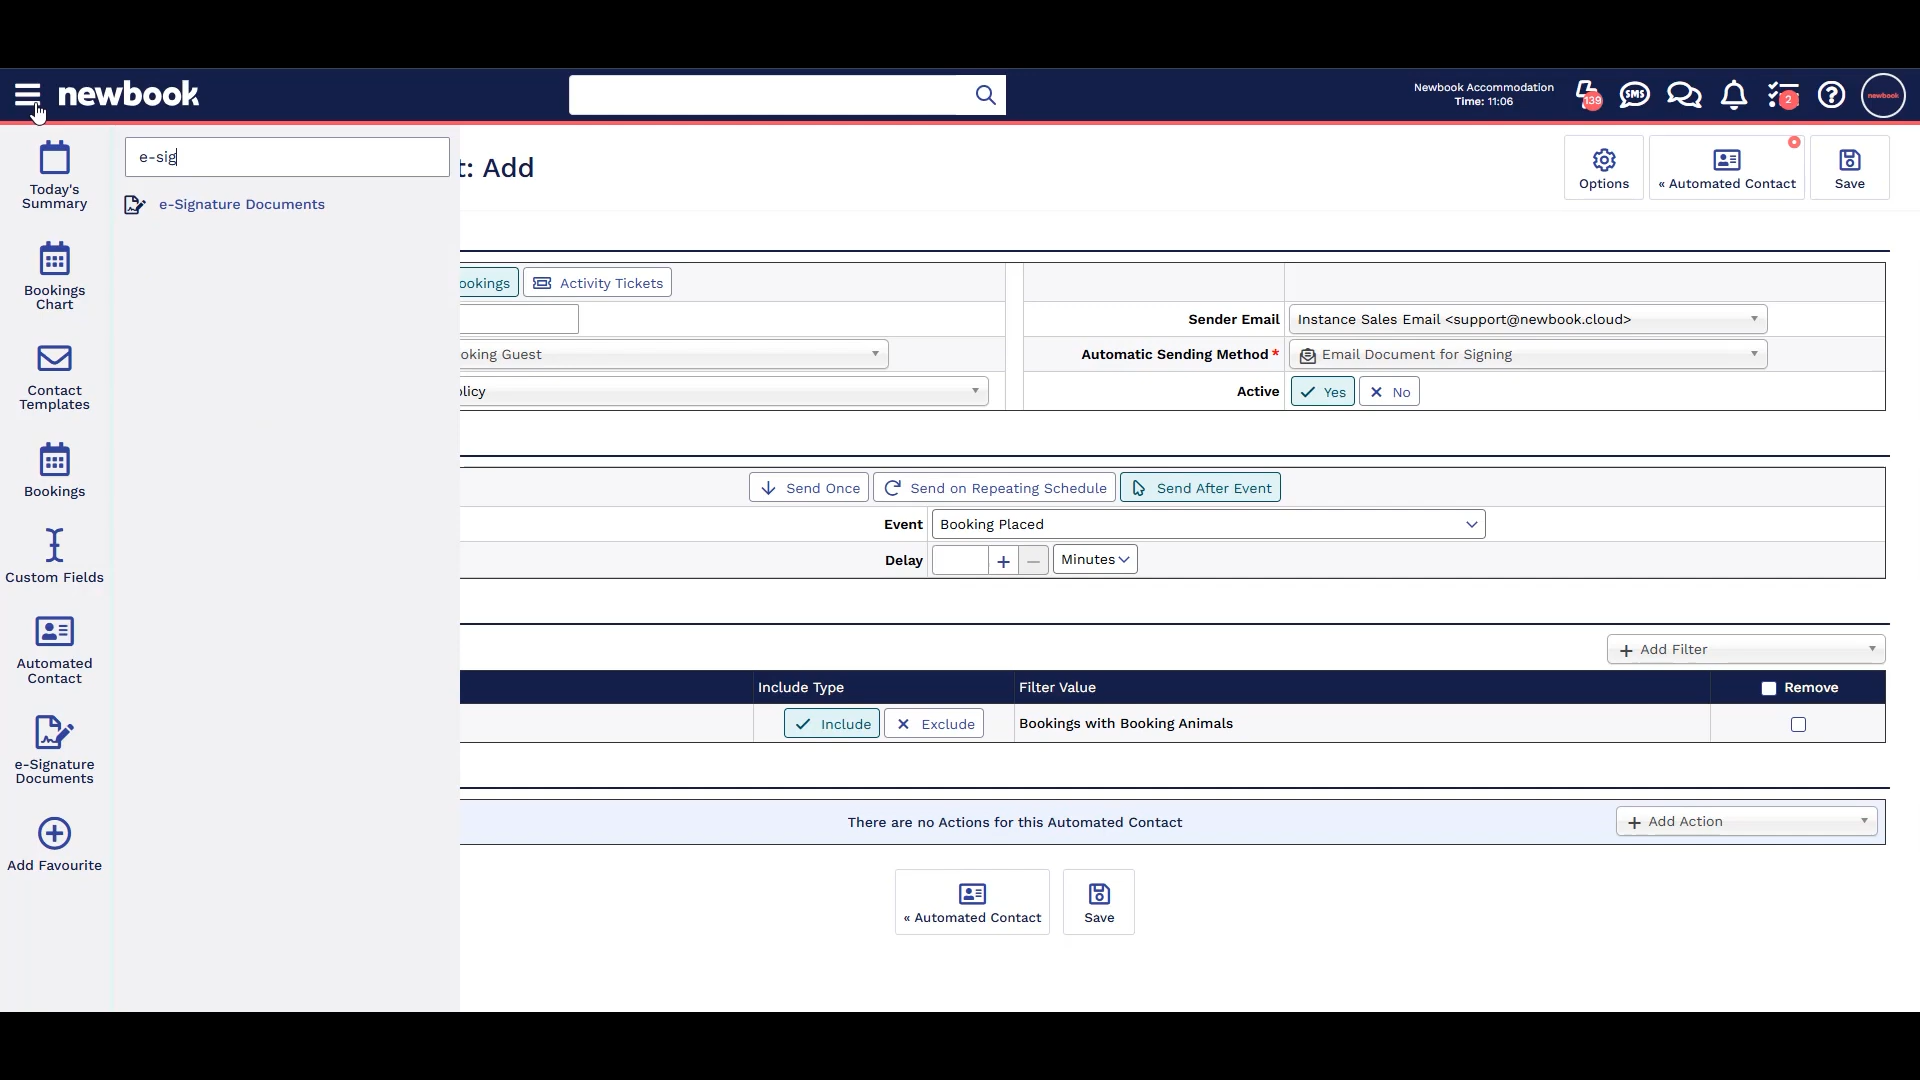 newbook
Newbook Accommodation
Time: 11:06
139
SMS
2
newbook
Today's
Summary
Bookings
Chart
Contact
Templates
Bookings
Custom Fields
Automated
Contact
e-Signature
Documents
Add Favourite
e-sig
e-Signature Documents
t: Add
Options
« Automated Contact
Save
ookings
Activity Tickets
Sender Email
Instance Sales Email <support@newbook.cloud>
oking Guest
Automatic Sending Method *
Email Document for Signing
olicy
Active
Yes
No
Send Once
Send on Repeating Schedule
Send After Event
Event
Booking Placed
Delay
Minutes
Add Filter
Include Type
Filter Value
Remove
Include
Exclude
Bookings with Booking Animals
There are no Actions for this Automated Contact
Add Action
« Automated Contact
Save